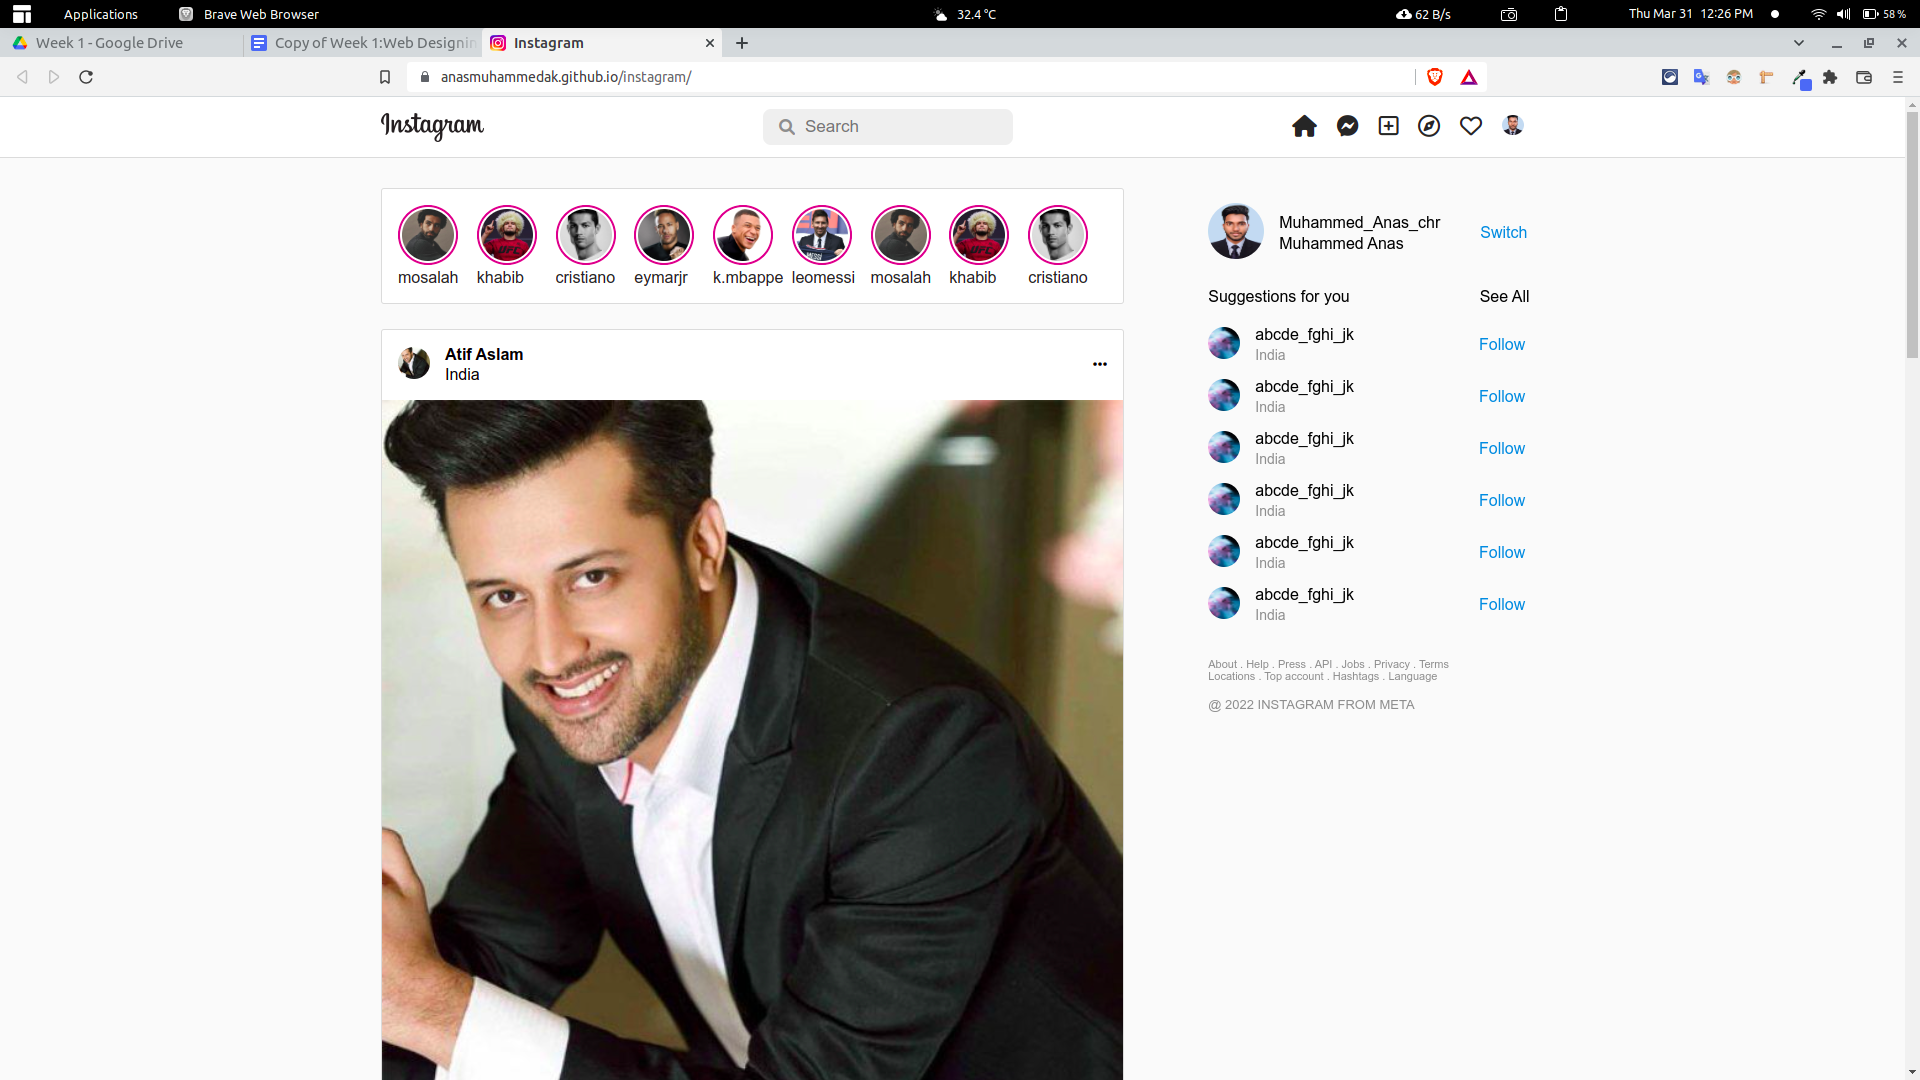 Applications
Brave Web Browser
32.4 °C
62 B/s
Thu Mar 31 12:26 PM
58 %
Week 1 - Google Drive
Copy of Week 1:Web Designin
Instagram
anasmuhammedak.github.io/instagram/
Instagram
Search
mosalah
khabib
cristiano
eymarjr
k.mbappe
leomessi
mosalah
khabib
cristiano
Atif Aslam
India
Muhammed_Anas_chr
Muhammed Anas
Switch
Suggestions for you
See All
abcde_fghi_jk
India
Follow
abcde_fghi_jk
India
Follow
abcde_fghi_jk
India
Follow
abcde_fghi_jk
India
Follow
abcde_fghi_jk
India
Follow
abcde_fghi_jk
India
Follow
About . Help . Press . API . Jobs . Privacy . Terms
Locations . Top account . Hashtags . Language
@ 2022 INSTAGRAM FROM META